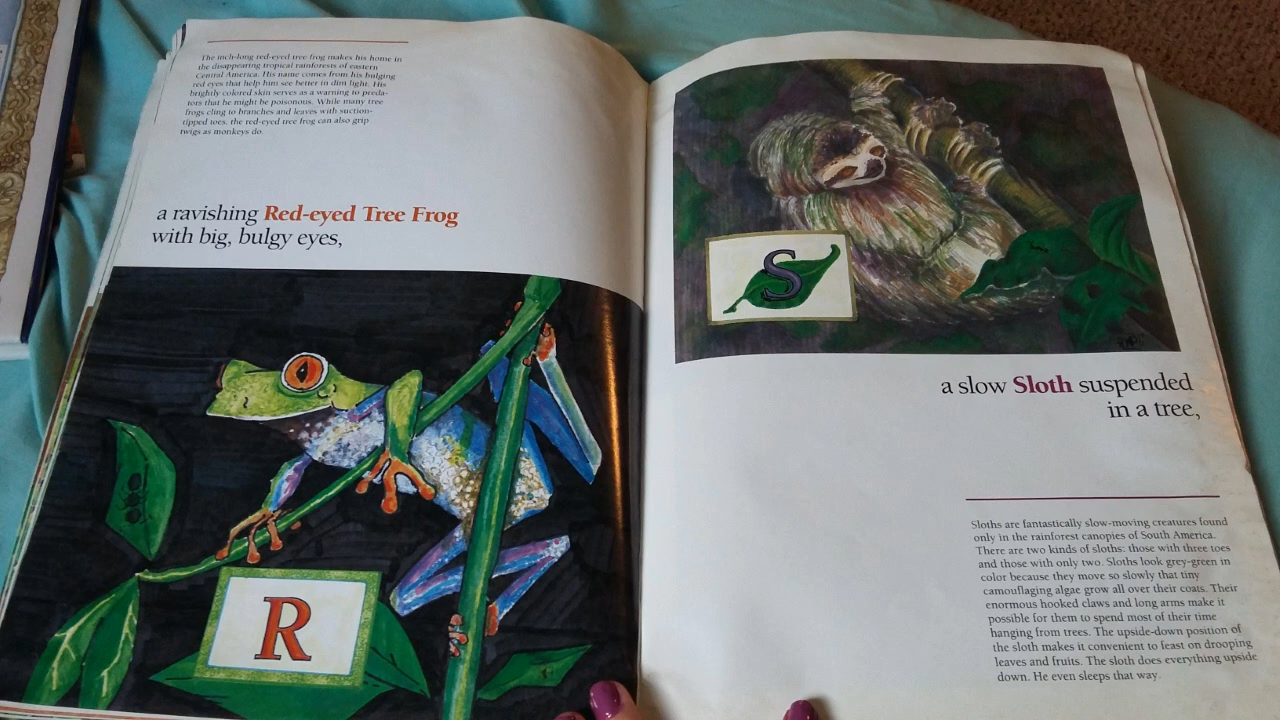 The inch-long red-eyed tree frog makes his home in
the disappearing tropical rainforests of eastern
Central America. His name comes from his bulging
red eyes that help him see better in dim light. His
brightly colored skin serves as a warning to preda-
tors that he might be poisonous. While many tree
frogs cling to branches and leaves with suction-
tipped toes, the red-eyed tree frog can also grip
twigs as monkeys do.
a ravishing Red-eyed Tree Frog
with big, bulgy eyes,
R
S
a slow Sloth suspended
in a tree,
Sloths are fantastically slow-moving creatures found
only in the rainforest canopies of South America.
There are two kinds of sloths: those with three toes
and those with only two. Sloths look grey-green in
color because they move so slowly that tiny
camouflaging algae grow all over their coats. Their
enormous hooked claws and long arms make it
possible for them to spend most of their time
hanging from trees. The upside-down position of
the sloth makes it convenient to feast on drooping
leaves and fruits. The sloth does everything upside
down. He even sleeps that way.